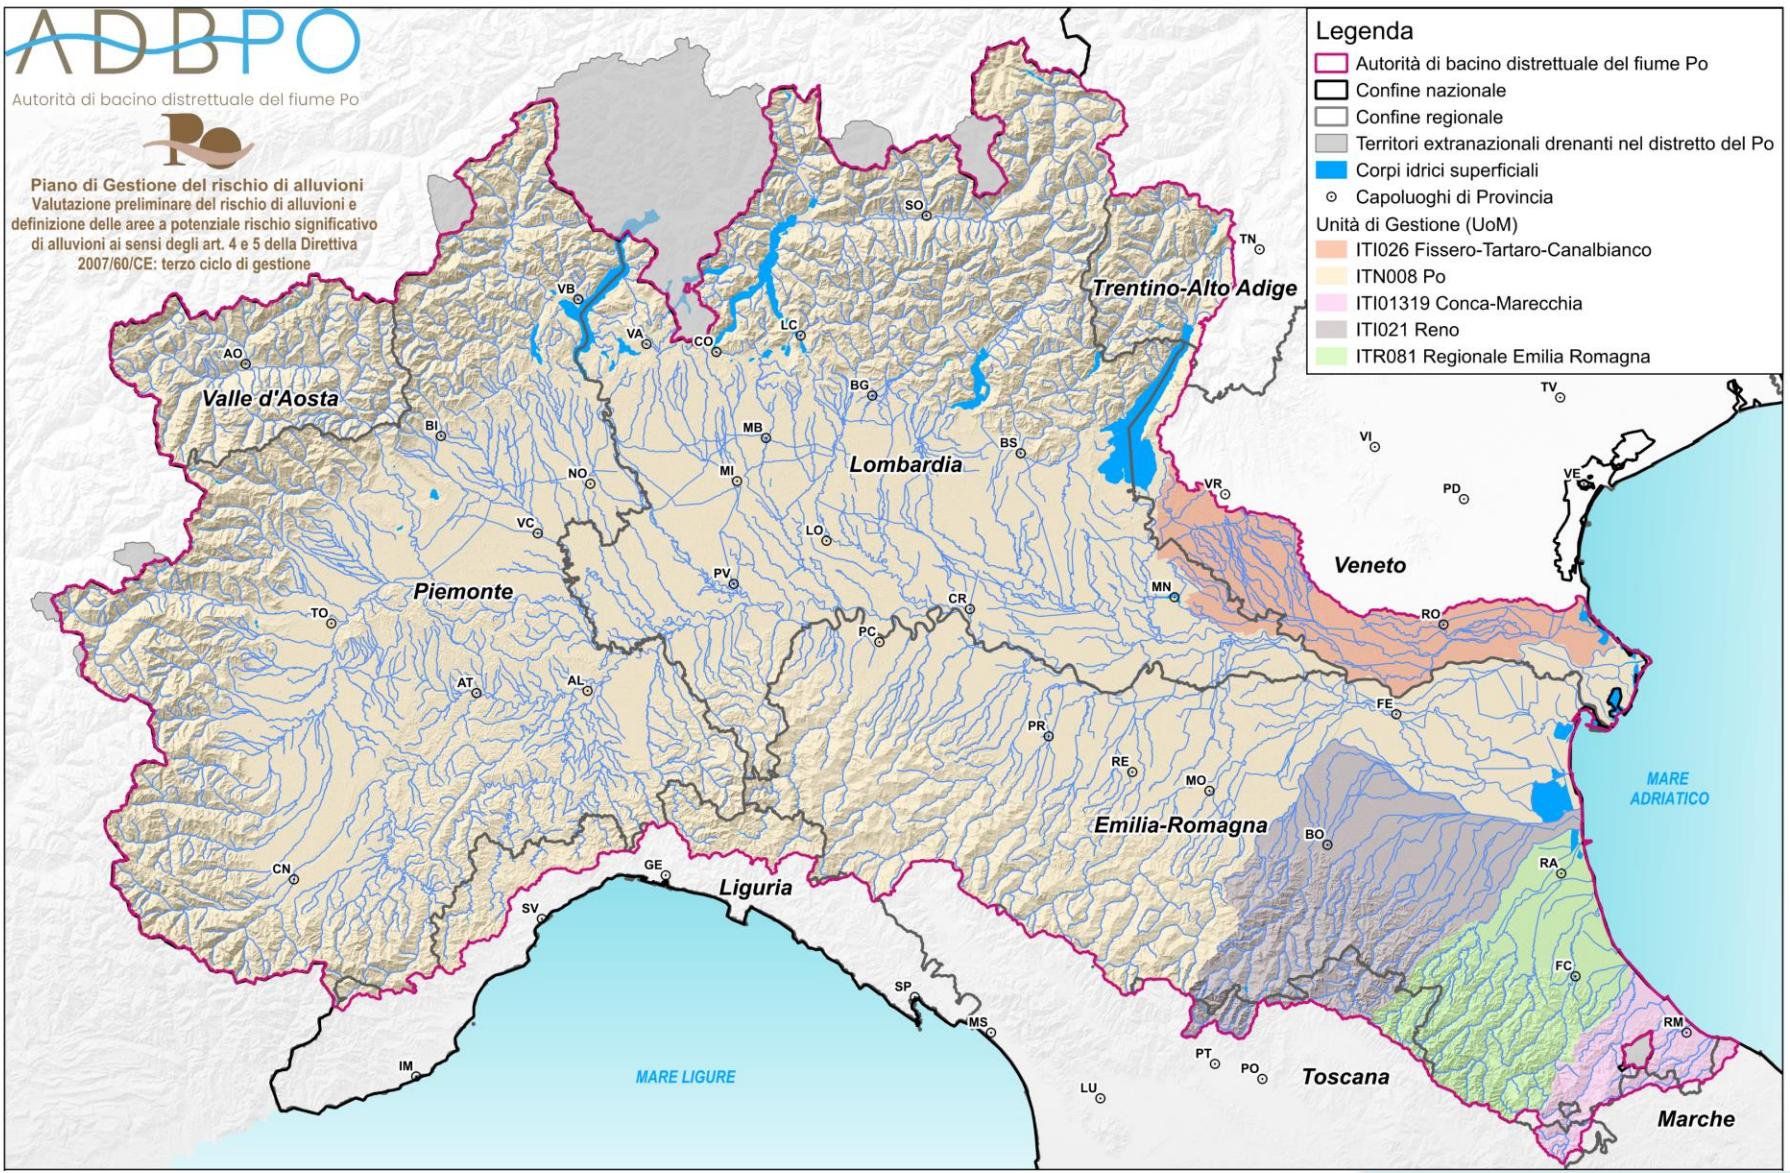 ADBPO
Autorità di bacino distrettuale del fiume Po
Po
Piano di Gestione del rischio di alluvioni
Valutazione preliminare del rischio di alluvioni e
definizione delle aree a potenziale rischio significativo
di alluvioni ai sensi degli art. 4 e 5 della Direttiva
2007/60/CE: terzo ciclo di gestione
Legenda
Autorità di bacino distrettuale del fiume Po
Confine nazionale
Confine regionale
Territori extranazionali drenanti nel distretto del Po
Corpi idrici superficiali
Capoluoghi di Provincia
Unità di Gestione (UoM)
ITI026 Fissero-Tartaro-Canalbianco
ITN008 Po
ITI01319 Conca-Marecchia
ITI021 Reno
ITR081 Regionale Emilia Romagna
SO
TN
Trentino-Alto Adige
VB
VA
LC
CO
AO
Valle d'Aosta
BG
TV
BI
MB
BS
VI
Lombardia
NO
MI
VE
VR
PD
VC
LO
Veneto
PV
MN
Piemonte
CR
TO
RO
PC
AT
AL
FE
PR
RE
MO
MARE
ADRIATICO
Emilia-Romagna
BO
CN
GE
Liguria
RA
SV
FC
SP
MS
RM
IM
MARE LIGURE
PT
PO
LU
Toscana
Marche